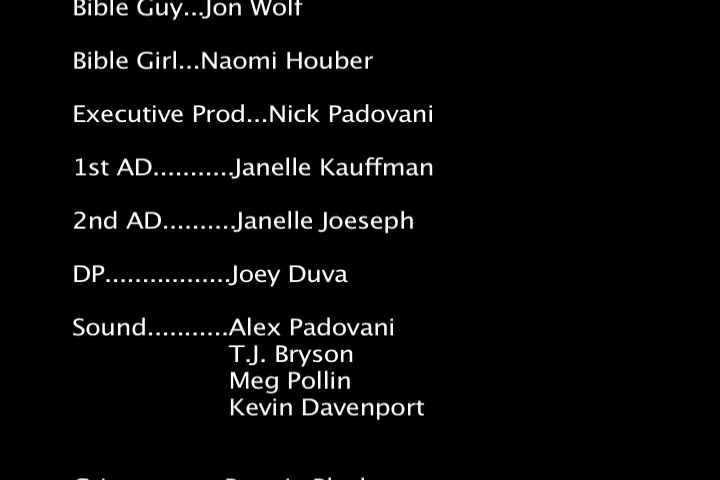 Bible Guy...Jon Wolf
Bible Girl...Naomi Houber
Executive Prod...Nick Padovani
1st AD...........Janelle Kauffman
2nd AD..........Janelle Joeseph
DP.................Joey Duva
Sound...........Alex Padovani
T.J. Bryson
Meg Pollin
Kevin Davenport